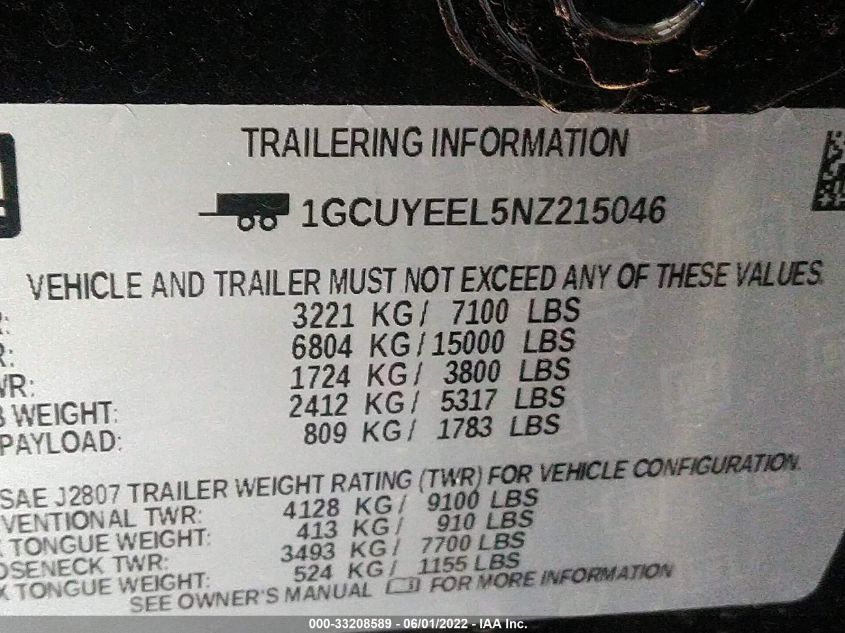 TRAILERING INFORMATION
1GCUYEEL5NZ215046
VEHICLE AND TRAILER MUST NOT EXCEED ANY OF THESE VALUES.
R: 3221 KG/ 7100 LBS
R: 6804 KG/ 15000 LBS
WR: 1724 KG/ 3800 LBS
B WEIGHT: 2412 KG/ 5317 LBS
PAYLOAD: 809 KG/ 1783 LBS
SAE J2807 TRAILER WEIGHT RATING (TWR) FOR VEHICLE CONFIGURATION.
VENTIONAL TWR: 4128 KG/ 9100 LBS
TONGUE WEIGHT: 413 KG/ 910 LBS
OSENECK TWR: 3493 KG/ 7700 LBS
X TONGUE WEIGHT: 524 KG/ 1155 LBS
SEE OWNER'S MANUAL FOR MORE INFORMATION
000-33208589 - 06/01/2022 - IAA Inc.